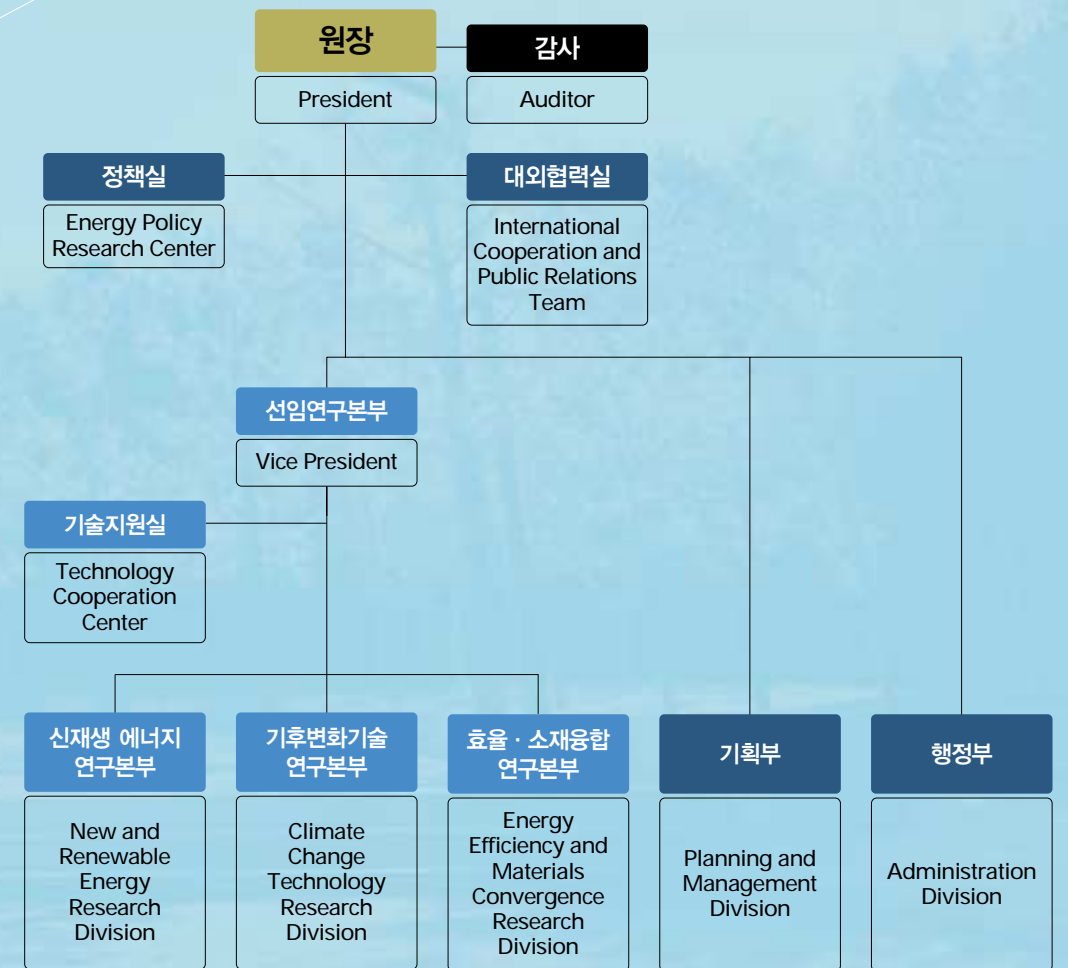 원장
President
감사
Auditor
정책실
Energy Policy
Research Center
대외협력실
International
Cooperation and
Public Relations
Team
선임연구본부
Vice President
기술지원실
Technology
Cooperation
Center
신재생 에너지
연구본부
New and
Renewable
Energy
Research
Division
기후변화기술
연구본부
Climate
Change
Technology
Research
Division
효율 · 소재융합
연구본부
Energy
Efficiency and
Materials
Convergence
Research
Division
기획부
Planning and
Management
Division
행정부
Administration
Division